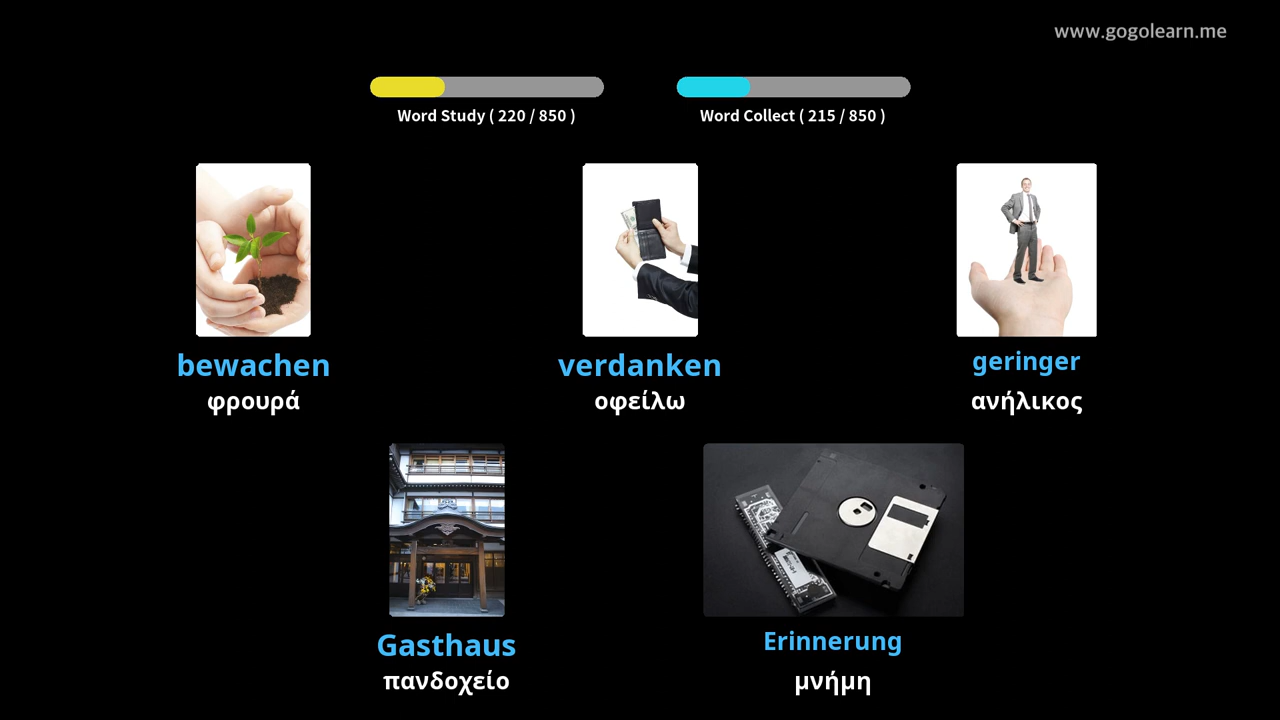 www.gogolearn.me
Word Study ( 220 / 850 )
Word Collect ( 215 / 850 )
bewachen
φρουρά
verdanken
οφείλω
geringer
ανήλικος
Gasthaus
πανδοχείο
Erinnerung
μνήμη